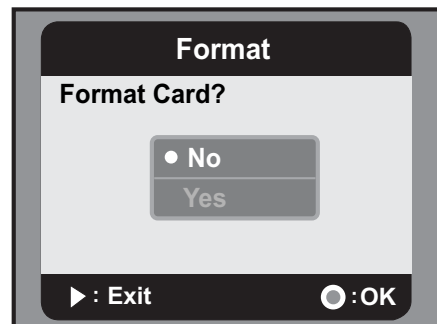 Format
Format Card?
No
Yes
: Exit :OK